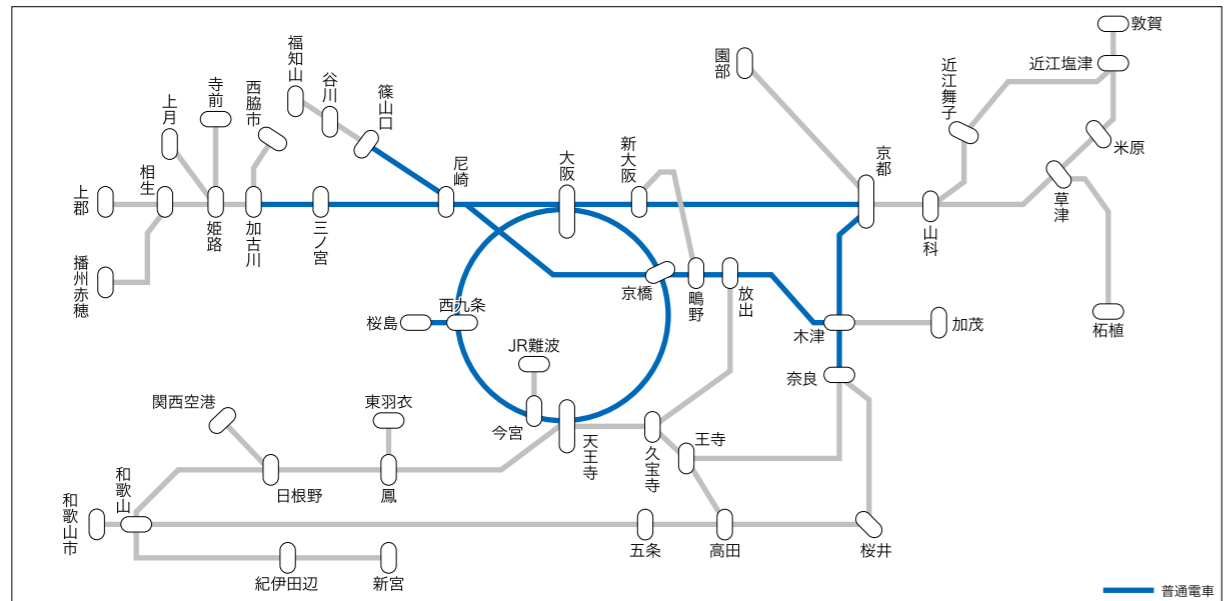 敦賀
近江塩津
福知山
園部
近江舞子
寺前
谷川
篠山口
西脇市
上月
新大阪
米原
大阪
京都
尼崎
相生
上郡
草津
山科
姫路
加古川
三ノ宮
播州赤穂
京橋
鴫野
放出
西九条
桜島
木津
加茂
柘植
JR難波
奈良
関西空港
東羽衣
今宮
天王寺
久宝寺
王寺
和歌山
日根野
鳳
和歌山市
五条
高田
桜井
紀伊田辺
新宮
普通電車